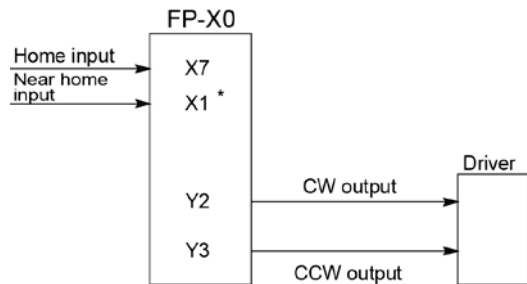 FP-X0
Home input
X7
Near home
input
X1 *
Driver
Y2
CW output
Y3
CCW output